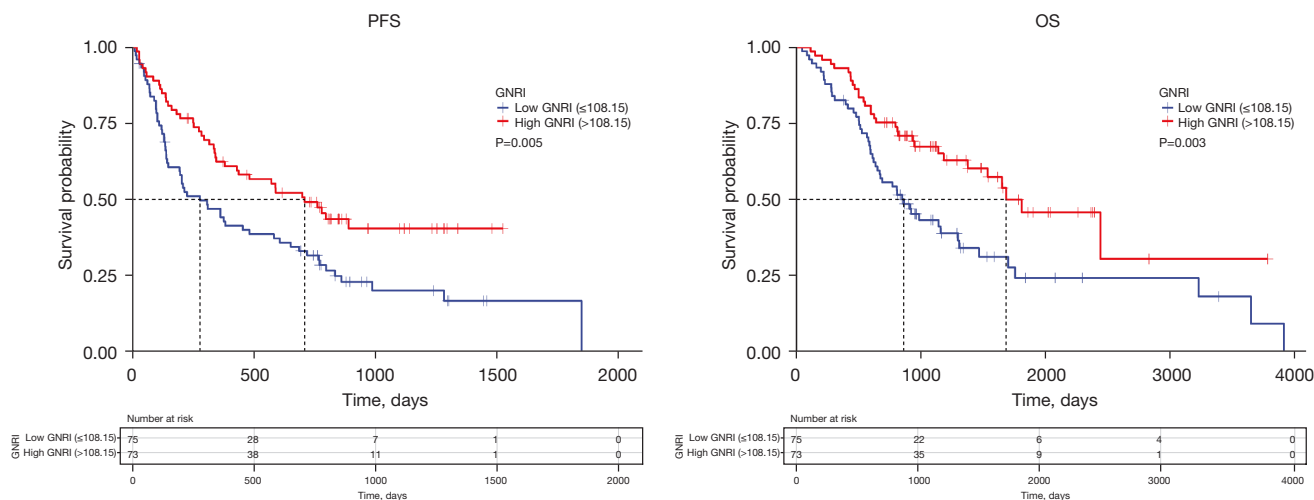 PFS
1.00
0.75
0.50
0.25
0.00
Survival probability
GNRI
Low GNRI (≤108.15)
High GNRI (>108.15)
P=0.005
0 500 1000 1500 2000
Time, days
Number at risk
GNRI
Low GNRI (≤108.15) 75 28 7 1 0
High GNRI (>108.15) 73 38 11 1 0
0 500 1000 1500 2000
Time, days
OS
1.00
0.75
0.50
0.25
0.00
Survival probability
GNRI
Low GNRI (≤108.15)
High GNRI (>108.15)
P=0.003
0 1000 2000 3000 4000
Time, days
Number at risk
GNRI
Low GNRI (≤108.15) 75 22 6 4 0
High GNRI (>108.15) 73 35 9 1 0
0 1000 2000 3000 4000
Time, days